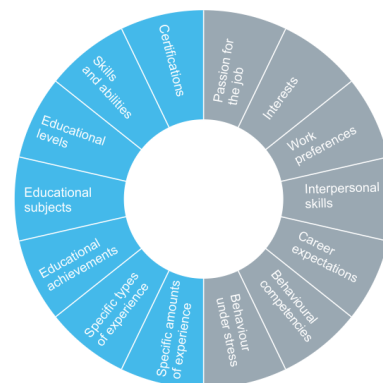 Passion for
the job
Interests
Work
preferences
Interpersonal
skills
Career
expectations
Behavioural
competencies
Behaviour
under stress
Specific amounts
of experience
Specific types
of experience
Educational
achievements
Educational
subjects
Educational
levels
Skills
and abilities
Certifications